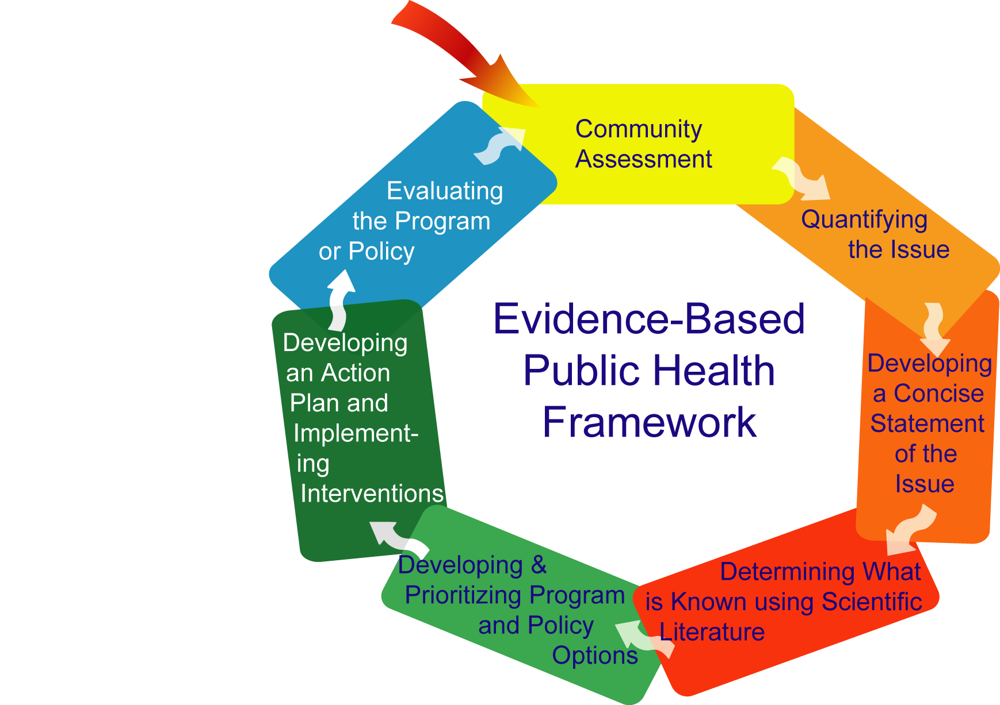 Community
Assessment
Quantifying
the Issue
Developing
a Concise
Statement
of the
Issue
Determining What
is Known using Scientific
Literature
Developing &
Prioritizing Program
and Policy
Options
Developing
an Action
Plan and
Implement-
ing
Interventions
Evaluating
the Program
or Policy
Evidence-Based
Public Health
Framework